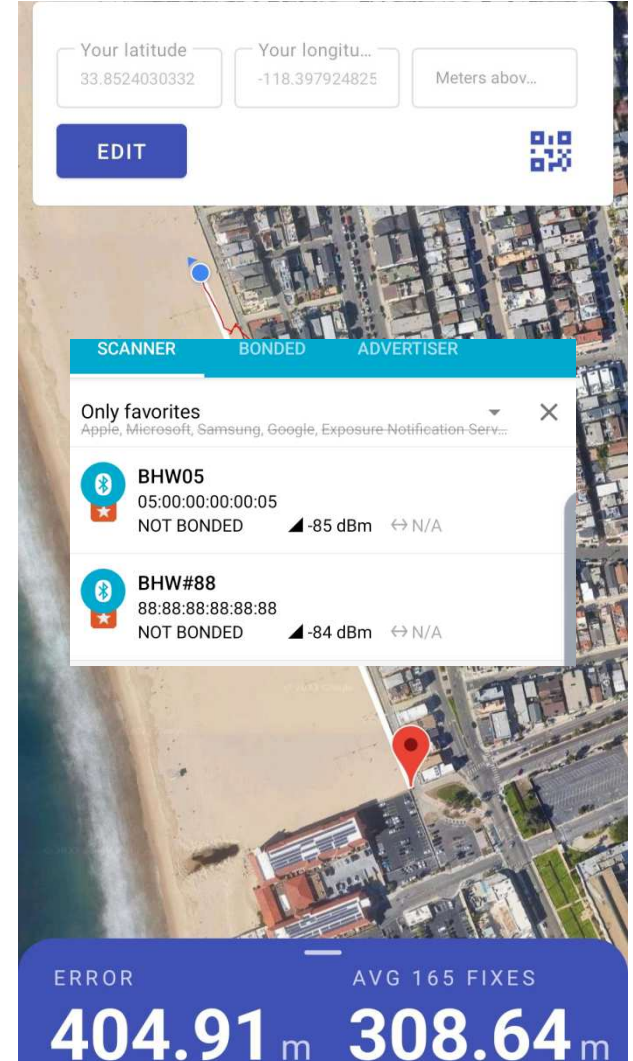 Your latitude
Your longitu...
33.8524030332
-118.397924825
Meters abov...
EDIT
SCANNER BONDED ADVERTISER
Only favorites
Apple, Microsoft, Samsung, Google, Exposure Notification Serv...
BHW05
05:00:00:00:00:05
NOT BONDED -85 dBm N/A
BHW#88
88:88:88:88:88:88
NOT BONDED -84 dBm N/A
ERROR AVG 165 FIXES
404.91 m 308.64 m